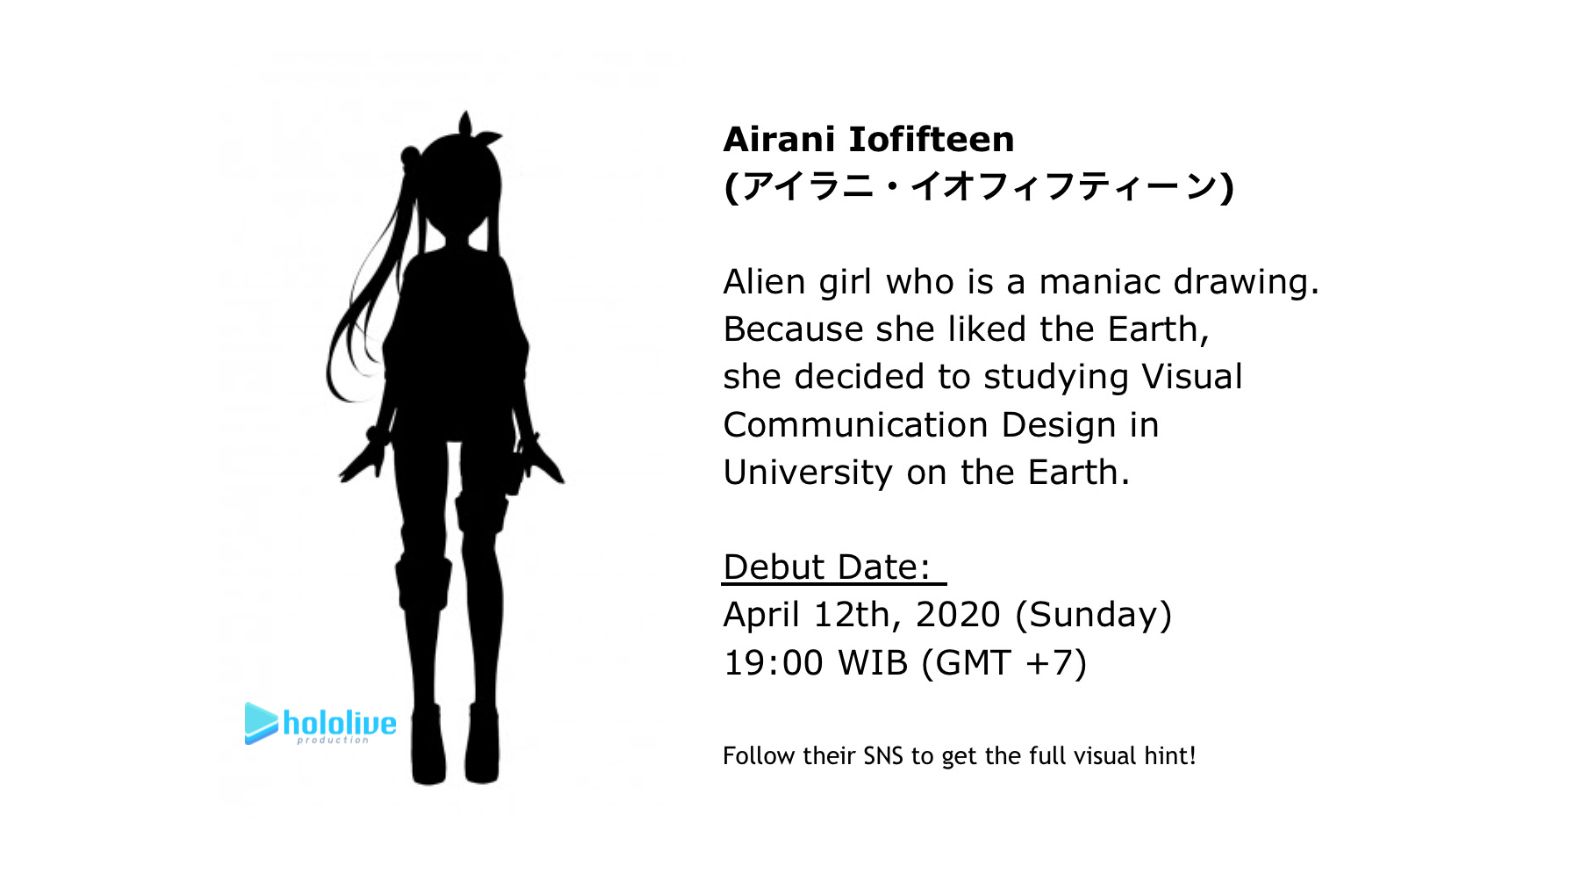 Airani Iofifteen
(アイラニ・イオフィフティーン)
Alien girl who is a maniac drawing.
Because she liked the Earth,
she decided to studying Visual
Communication Design in
University on the Earth.
Debut Date:
April 12th, 2020 (Sunday)
19:00 WIB (GMT +7)
Follow their SNS to get the full visual hint!
hololive
production